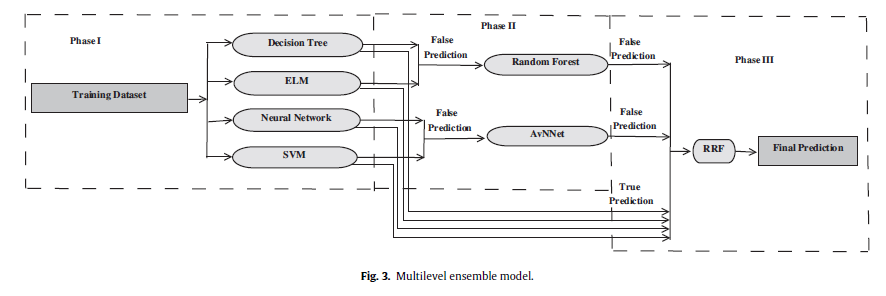 Phase I
Phase II
Phase III
Training Dataset
Decision Tree
ELM
Neural Network
SVM
False
Prediction
False
Prediction
Random Forest
AvNNet
False
Prediction
False
Prediction
True
Prediction
RRF
Final Prediction
Fig. 3. Multilevel ensemble model.